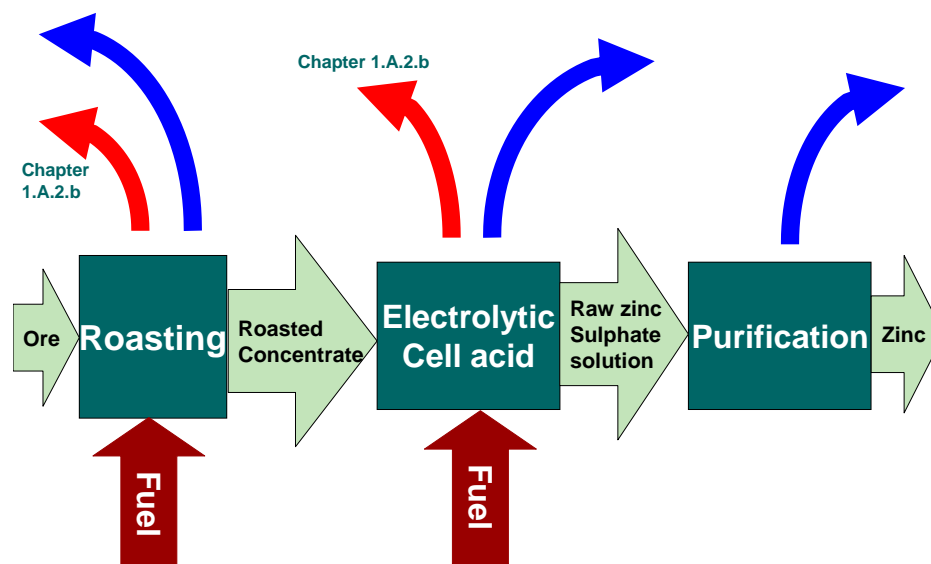 Chapter 1.A.2.b
Chapter
1.A.2.b
Ore
Roasting
Roasted
Concentrate
Electrolytic
Cell acid
Raw zinc
Sulphate
solution
Purification
Zinc
Fuel
Fuel